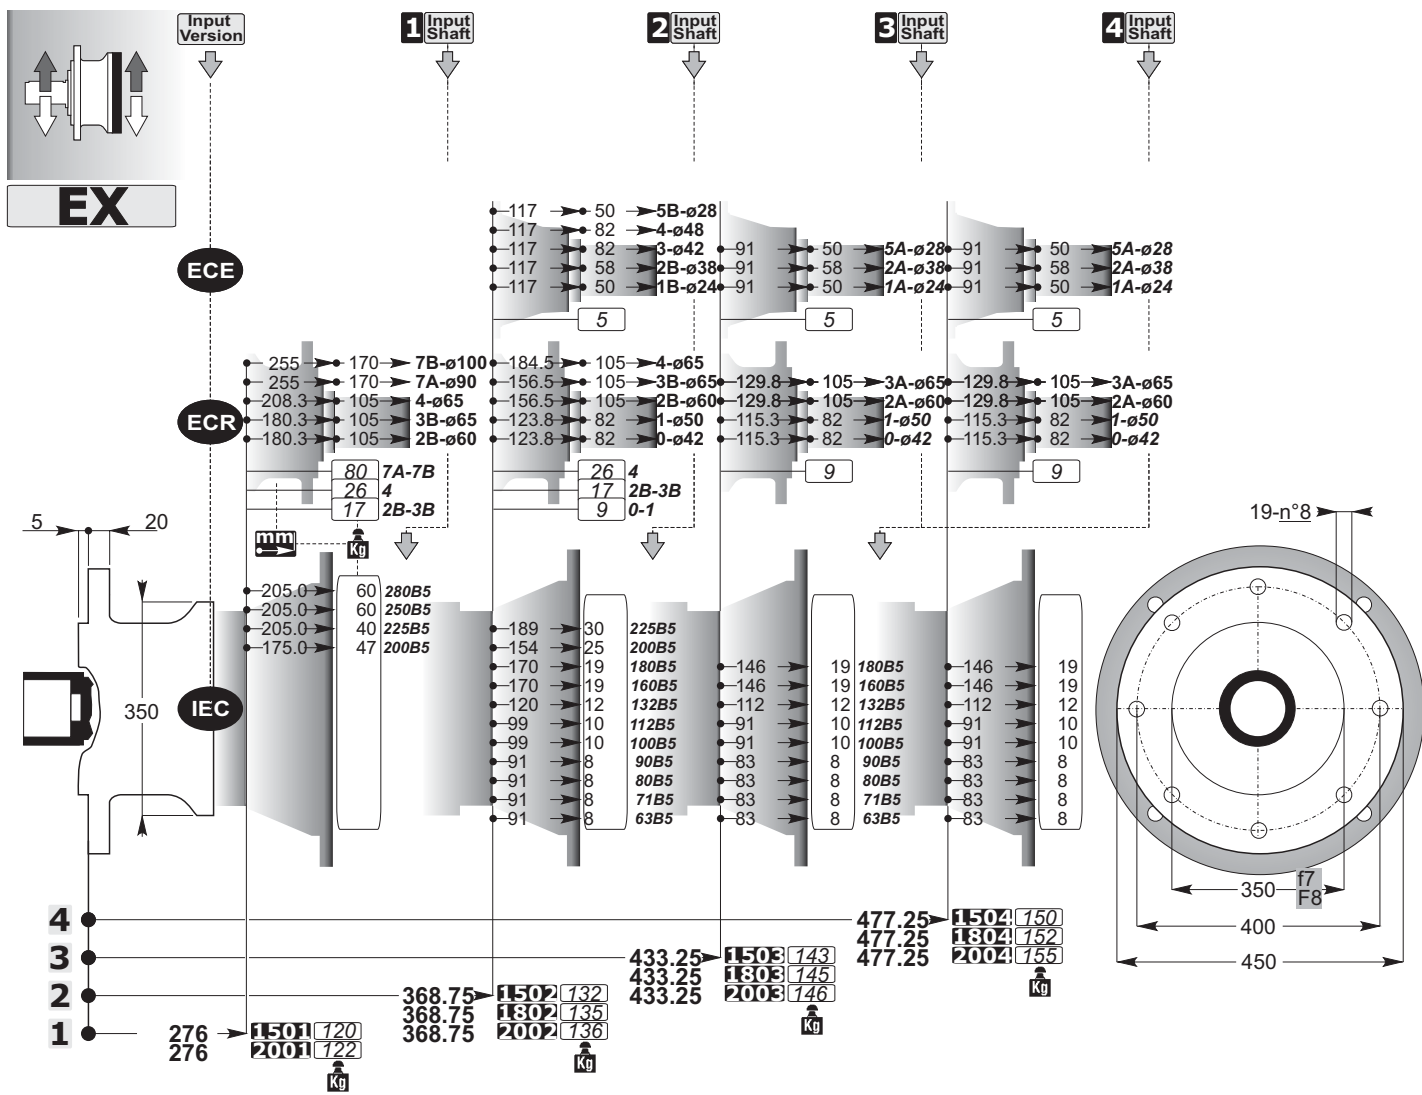 Input Version
1 Input Shaft
2 Input Shaft
3 Input Shaft
4 Input Shaft
EX
ECE
117 50 5B-ø28
117 82 4-ø48
117 82 3-ø42 91 50 5A-ø28 91 50 5A-ø28
117 58 2B-ø38 91 58 2A-ø38 91 58 2A-ø38
117 50 1B-ø24 91 50 1A-ø24 91 50 1A-ø24
5 5 5
ECR
255 170 7B-ø100 184.5 105 4-ø65
255 170 7A-ø90 156.5 105 3B-ø65 129.8 105 3A-ø65 129.8 105 3A-ø65
208.3 105 4-ø65 156.5 105 2B-ø60 129.8 105 2A-ø60 129.8 105 2A-ø60
180.3 105 3B-ø65 123.8 82 1-ø50 115.3 82 1-ø50 115.3 82 1-ø50
180.3 105 2B-ø60 123.8 82 0-ø42 115.3 82 0-ø42 115.3 82 0-ø42
80 7A-7B 26 4 9 9
26 4 17 2B-3B
17 2B-3B 9 0-1
mm Kg
5 20 19-n°8
IEC
350
205.0 60 280B5
205.0 60 250B5
205.0 40 225B5 189 30 225B5
175.0 47 200B5 154 25 200B5
170 19 180B5 146 19 180B5 146 19
170 19 160B5 146 19 160B5 146 19
120 12 132B5 112 12 132B5 112 12
99 10 112B5 91 10 112B5 91 10
99 10 100B5 91 10 100B5 91 10
91 8 90B5 83 8 90B5 83 8
91 8 80B5 83 8 80B5 83 8
91 8 71B5 83 8 71B5 83 8
91 8 63B5 83 8 63B5 83 8
350 f7 F8
400
450
4 477.25 1504 150
477.25 1804 152
477.25 2004 155
Kg
3 433.25 1503 143
433.25 1803 145
433.25 2003 146
Kg
2 368.75 1502 132
368.75 1802 135
368.75 2002 136
Kg
1 276 1501 120
276 2001 122
Kg